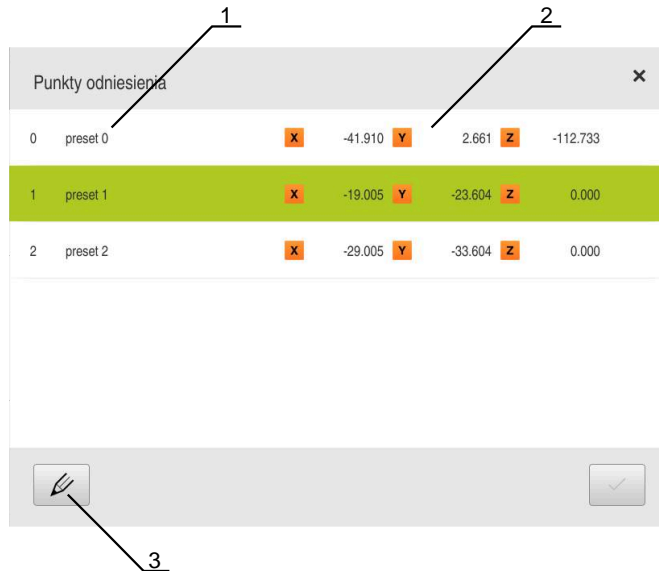 1 2
Punkty odniesienia ×
0 preset 0 X -41.910 Y 2.661 Z -112.733
1 preset 1 X -19.005 Y -23.604 Z 0.000
2 preset 2 X -29.005 Y -33.604 Z 0.000
3